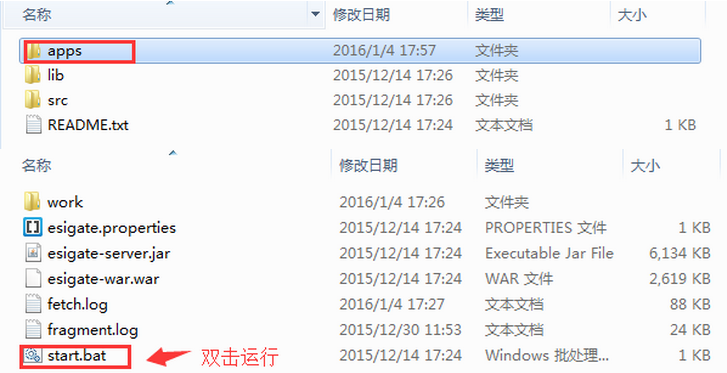 名称 修改日期 类型 大小
apps 2016/1/4 17:57 文件夹
lib 2015/12/14 17:26 文件夹
src 2015/12/14 17:26 文件夹
README.txt 2015/12/14 17:24 文本文档 1 KB
名称 修改日期 类型 大小
work 2016/1/4 17:26 文件夹
esigate.properties 2015/12/14 17:24 PROPERTIES 文件 1 KB
esigate-server.jar 2015/12/14 17:24 Executable Jar File 6,134 KB
esigate-war.war 2015/12/14 17:24 WAR 文件 2,619 KB
fetch.log 2016/1/4 17:27 文本文档 88 KB
fragment.log 2015/12/30 11:53 文本文档 24 KB
start.bat 双击运行 2015/12/14 17:24 Windows 批处理... 1 KB